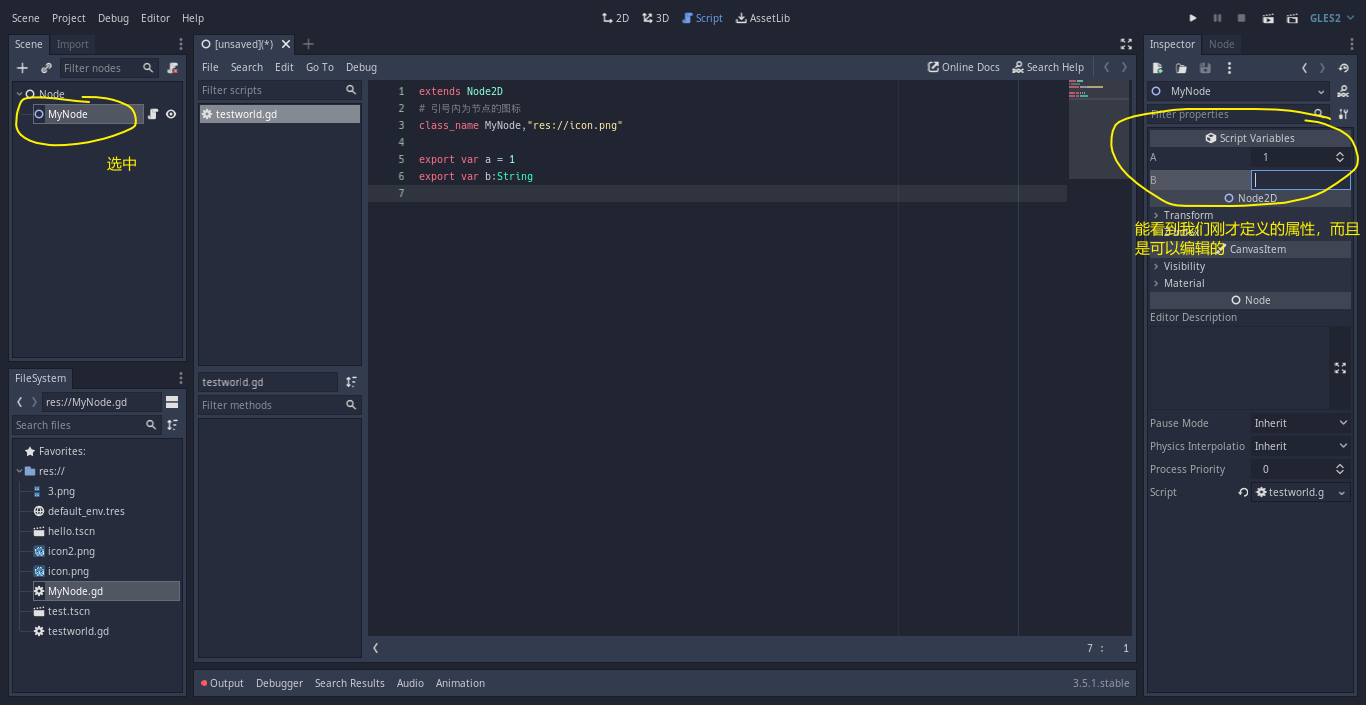 Scene Project Debug Editor Help
2D 3D Script AssetLib
GLES2
Scene Import
Filter nodes
Node
MyNode
选中
FileSystem
res://MyNode.gd
Search files
Favorites:
res://
3.png
default_env.tres
hello.tscn
icon2.png
icon.png
MyNode.gd
test.tscn
testworld.gd
[unsaved](*)
File Search Edit Go To Debug
Online Docs Search Help
Filter scripts
testworld.gd
testworld.gd
Filter methods
1 extends Node2D
2 # 引号内为节点的图标
3 class_name MyNode,"res://icon.png"
4
5 export var a = 1
6 export var b:String
7
7 : 1
Output Debugger Search Results Audio Animation
3.5.1.stable
Inspector Node
MyNode
Filter properties
Script Variables
A 1
B
Node2D
Transform
能看到我们刚才定义的属性，而且
是可以编辑的
CanvasItem
Visibility
Material
Node
Editor Description
Pause Mode Inherit
Physics Interpolatio Inherit
Process Priority 0
Script testworld.g